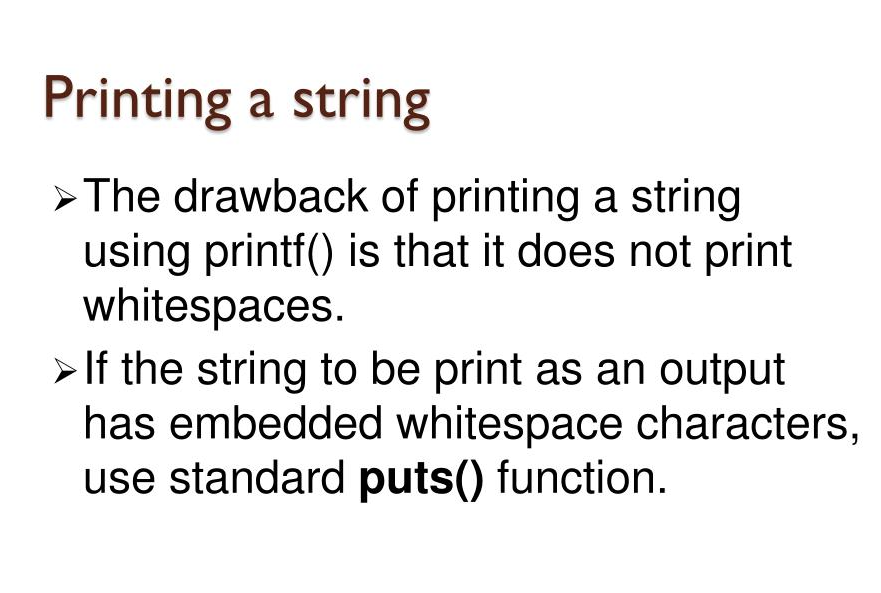 Printing a string
➢The drawback of printing a string
using printf() is that it does not print
whitespaces.
➢If the string to be print as an output
has embedded whitespace characters,
use standard puts() function.